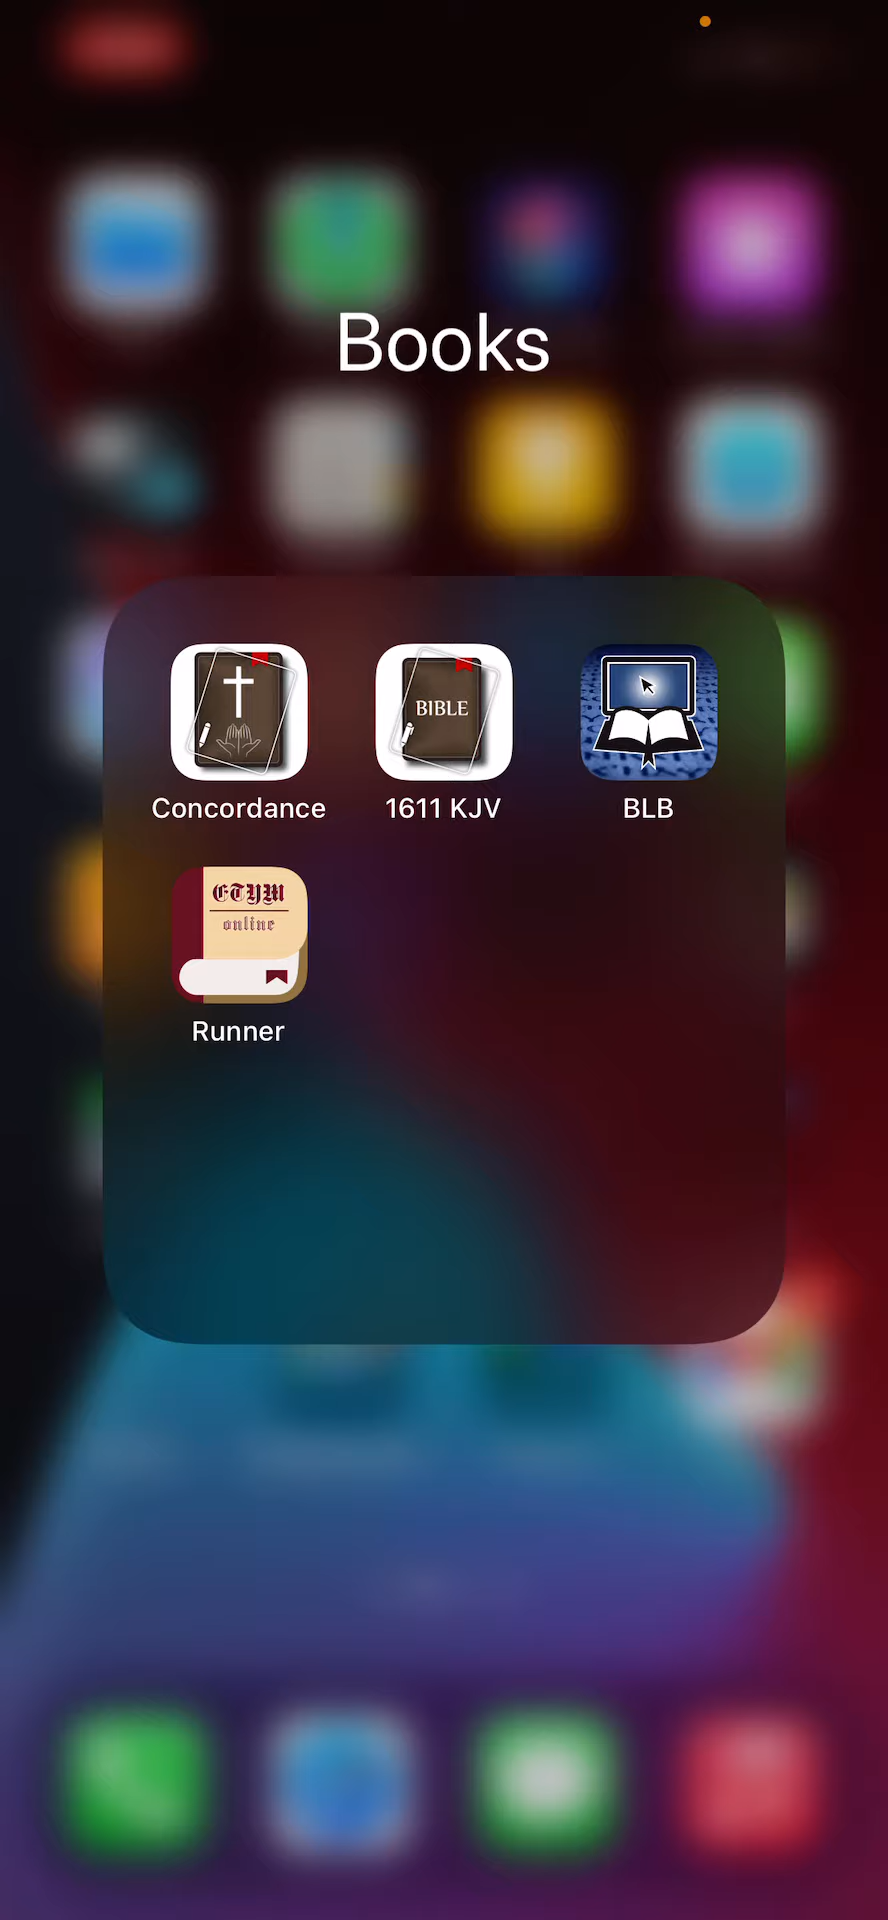 Books
BIBLE
Concordance
1611 KJV
BLB
ETYM
online
Runner